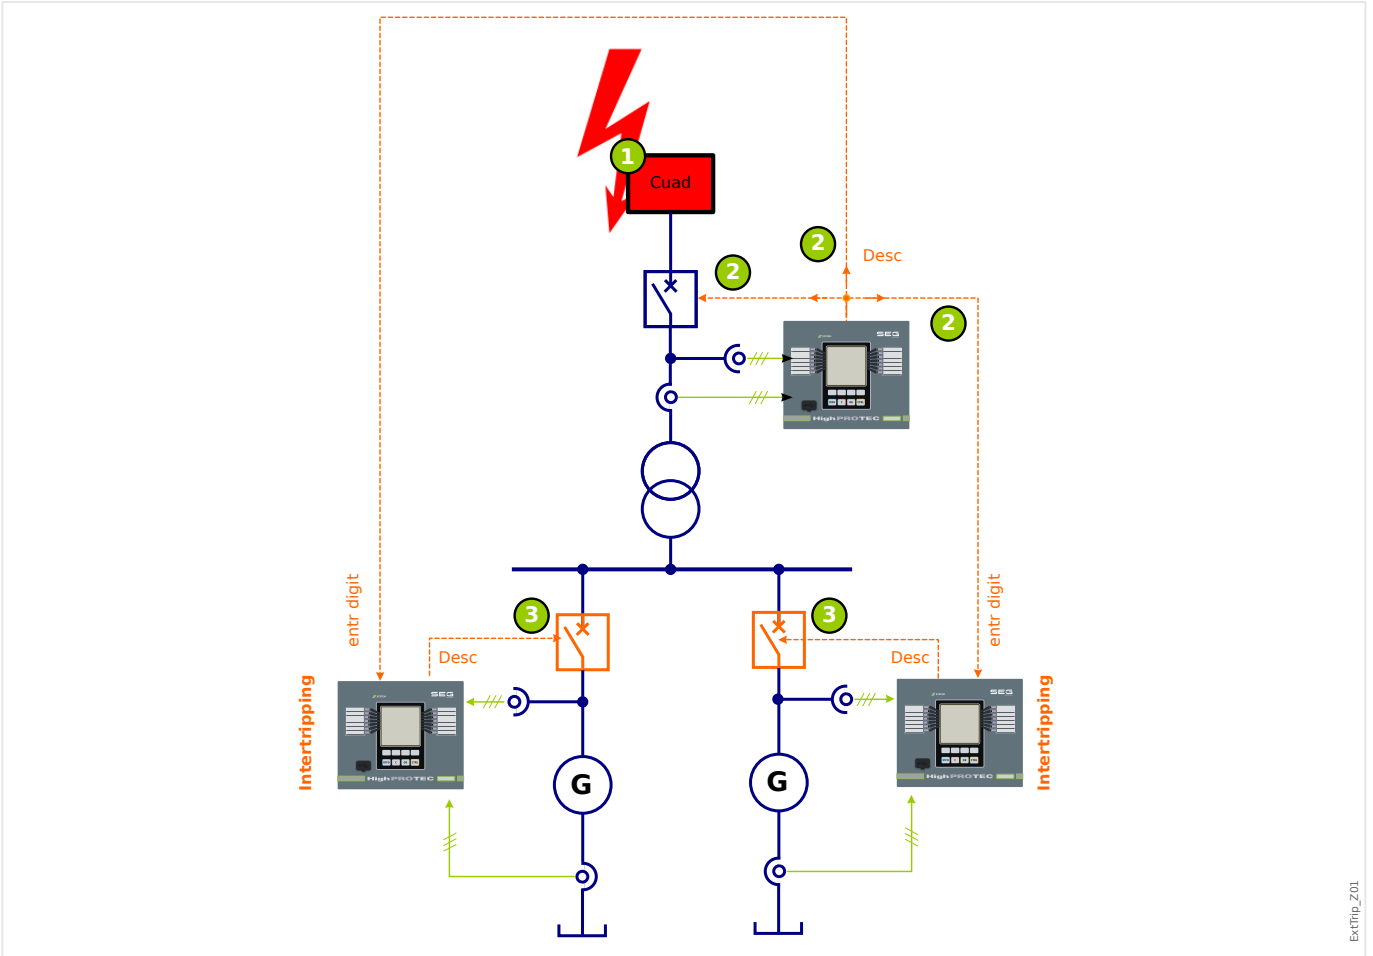 1
Cuad
2
Desc
2
2
SEG
HighPROTEC
entr digit
entr digit
3
3
Desc
Desc
Intertripping
SEG
HighPROTEC
SEG
HighPROTEC
Intertripping
G
G
ExtTrip_Z01